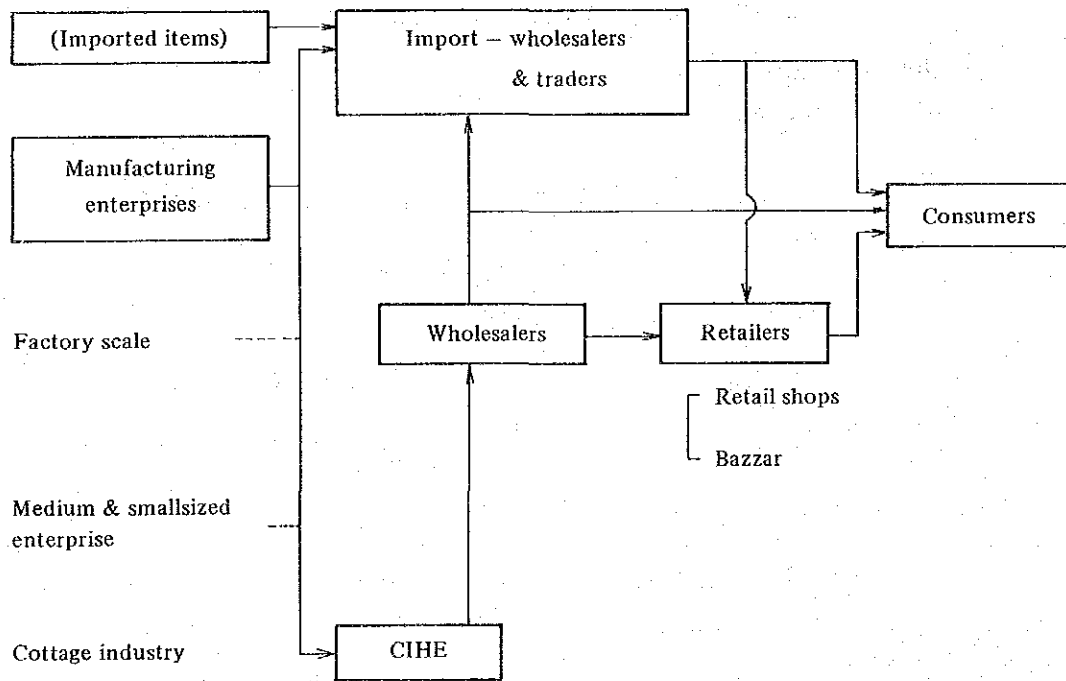 (Imported items)
Import – wholesalers
& traders
Manufacturing
enterprises
Consumers
Factory scale
Wholesalers
Retailers
Retail shops
Bazzar
Medium & smallsized
enterprise
Cottage industry
CIHE